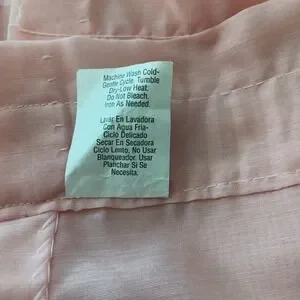 Machine Wash Cold-
Gentle Cycle. Tumble
Dry-Low Heat.
Do Not Bleach.
Iron As Needed.
Lavar En Lavadora
Con Agua Fria-
Ciclo Delicado
Secar En Secadora
Ciclo Lento, No Usar
Blanqueador. Usar
Planchar Si Se
Necesita.